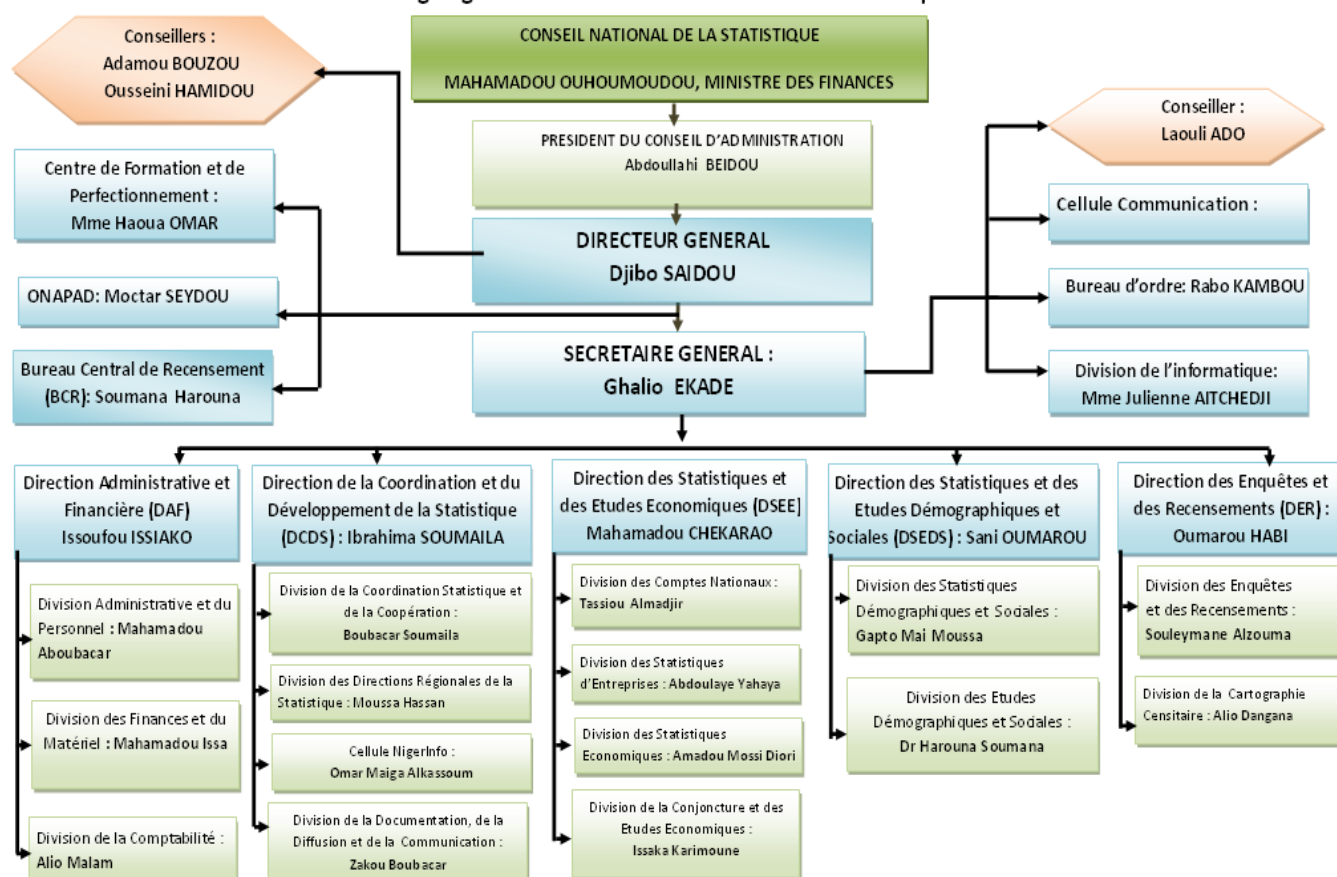 Conseillers :
Adamou BOUZOU
Ousseini HAMIDOU
CONSEIL NATIONAL DE LA STATISTIQUE
MAHAMADOU OUHOUMOUDOU, MINISTRE DES FINANCES
PRESIDENT DU CONSEIL D'ADMINISTRATION
Abdoullahi BEIDOU
Conseiller :
Laouli ADO
Centre de Formation et de
Perfectionnement :
Mme Haoua OMAR
Cellule Communication :
DIRECTEUR GENERAL
Djibo SAIDOU
ONAPAD: Moctar SEYDOU
Bureau d'ordre: Rabo KAMBOU
SECRETAIRE GENERAL :
Ghalio EKADE
Bureau Central de Recensement
(BCR): Soumana Harouna
Division de l'informatique:
Mme Julienne AITCHEDJI
Direction Administrative et
Financière (DAF)
Issoufou ISSIAKO
Division Administrative et du
Personnel : Mahamadou
Aboubacar
Division des Finances et du
Matériel : Mahamadou Issa
Division de la Comptabilité :
Alio Malam
Direction de la Coordination et du
Développement de la Statistique
(DCDS) : Ibrahima SOUMAILA
Division de la Coordination Statistique et
de la Coopération :
Boubacar Soumaila
Division des Directions Régionales de la
Statistique : Moussa Hassan
Cellule NigerInfo :
Omar Maiga Alkassoum
Division de la Documentation, de la
Diffusion et de la Communication :
Zakou Boubacar
Direction des Statistiques et
des Etudes Economiques (DSEE)
Mahamadou CHEKARAO
Division des Comptes Nationaux :
Tassiou Almadjir
Division des Statistiques
d'Entreprises : Abdoulaye Yahaya
Division des Statistiques
Economiques : Amadou Mossi Diori
Division de la Conjoncture et des
Etudes Economiques :
Issaka Karimoune
Direction des Statistiques et des
Etudes Démographiques et
Sociales (DSEDS) : Sani OUMAROU
Division des Statistiques
Démographiques et Sociales :
Gapto Mai Moussa
Division des Etudes
Démographiques et Sociales :
Dr Harouna Soumana
Direction des Enquêtes et
des Recensements (DER) :
Oumarou HABI
Division des Enquêtes
et des Recensements :
Souleymane Alzouma
Division de la Cartographie
Censitaire : Alio Dangana